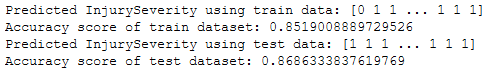 Predicted InjurySeverity using train data: [0 1 1 ... 1 1 1]
Accuracy score of train dataset: 0.8519008889729526
Predicted InjurySeverity using test data: [1 1 1 ... 1 1 1]
Accuracy score of test dataset: 0.8686333837619769